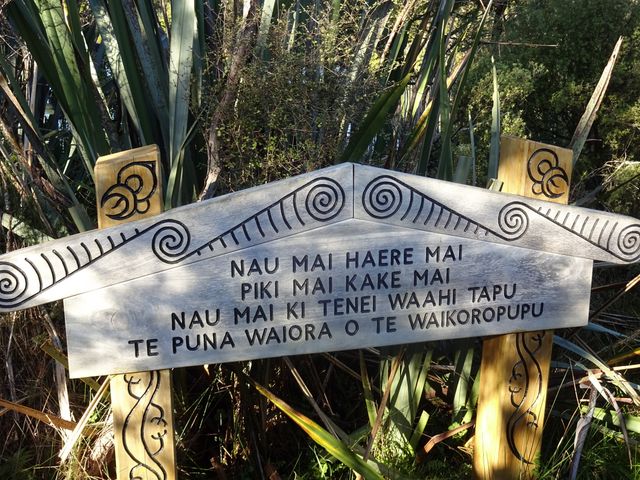 NAU MAI HAERE MAI
PIKI MAI KAKE MAI
NAU MAI KI TENEI WAAHI TAPU
TE PUNA WAIORA O TE WAIKOROPUPU